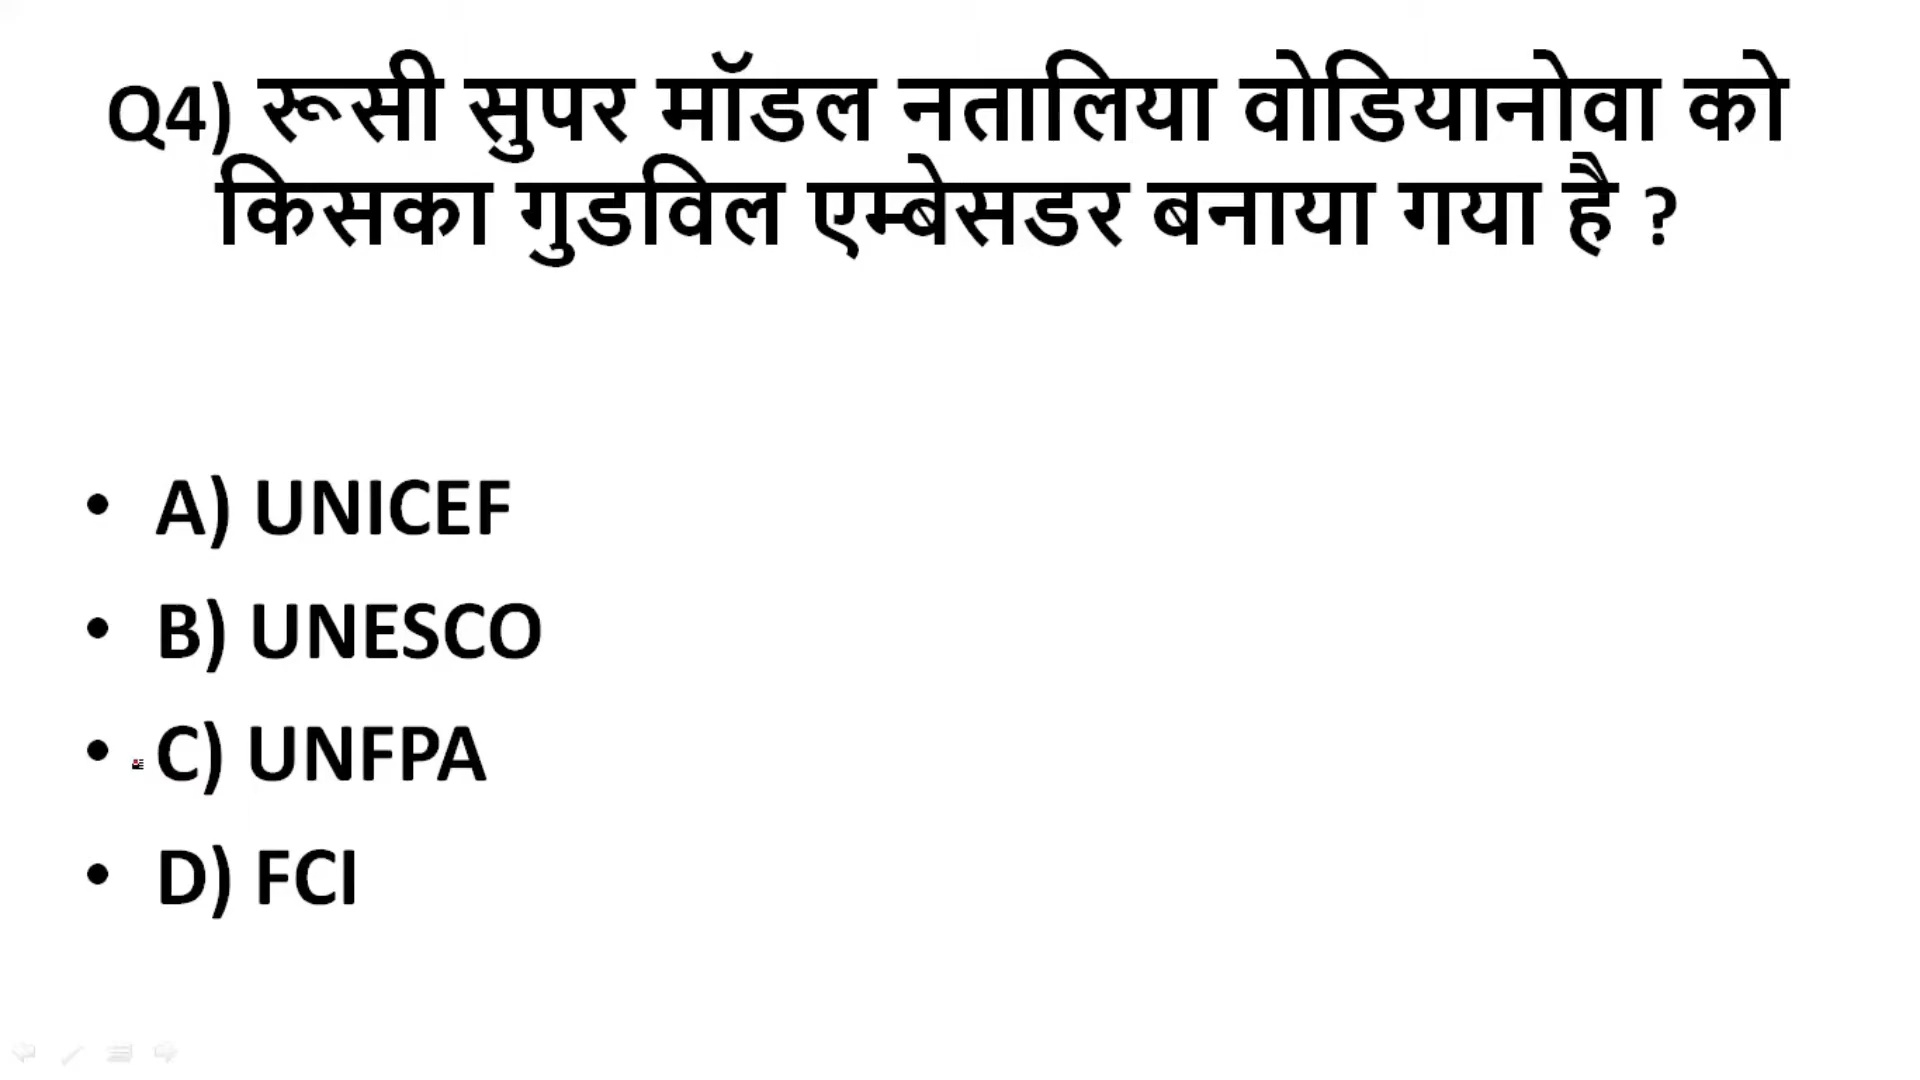 Q4) रूसी सुपर मॉडल नतालिया वोडियानोवा को
किसका गुडविल एम्बेसडर बनाया गया है ?
• A) UNICEF
• B) UNESCO
• C) UNFPA
• D) FCI